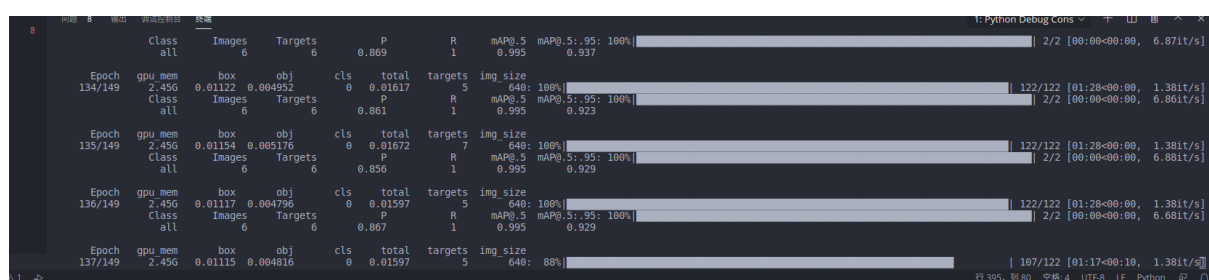 问题 8 输出 调试控制台 终端 1: Python Debug Cons
8
Class Images Targets P R mAP@.5 mAP@.5:.95: 100%| | 2/2 [00:00<00:00, 6.87it/s]
all 6 6 0.869 1 0.995 0.937
Epoch gpu_mem box obj cls total targets img_size
134/149 2.45G 0.01122 0.004952 0 0.01617 5 640: 100%| | 122/122 [01:28<00:00, 1.38it/s]
Class Images Targets P R mAP@.5 mAP@.5:.95: 100%| | 2/2 [00:00<00:00, 6.86it/s]
all 6 6 0.861 1 0.995 0.923
Epoch gpu_mem box obj cls total targets img_size
135/149 2.45G 0.01154 0.005176 0 0.01672 7 640: 100%| | 122/122 [01:28<00:00, 1.38it/s]
Class Images Targets P R mAP@.5 mAP@.5:.95: 100%| | 2/2 [00:00<00:00, 6.88it/s]
all 6 6 0.856 1 0.995 0.929
Epoch gpu_mem box obj cls total targets img_size
136/149 2.45G 0.01117 0.004796 0 0.01597 5 640: 100%| | 122/122 [01:28<00:00, 1.38it/s]
Class Images Targets P R mAP@.5 mAP@.5:.95: 100%| | 2/2 [00:00<00:00, 6.68it/s]
all 6 6 0.867 1 0.995 0.929
Epoch gpu_mem box obj cls total targets img_size
137/149 2.45G 0.01115 0.004816 0 0.01597 5 640: 88%| | 107/122 [01:17<00:10, 1.38it/s]
1 行 395，列 80 空格: 4 UTF-8 LF Python